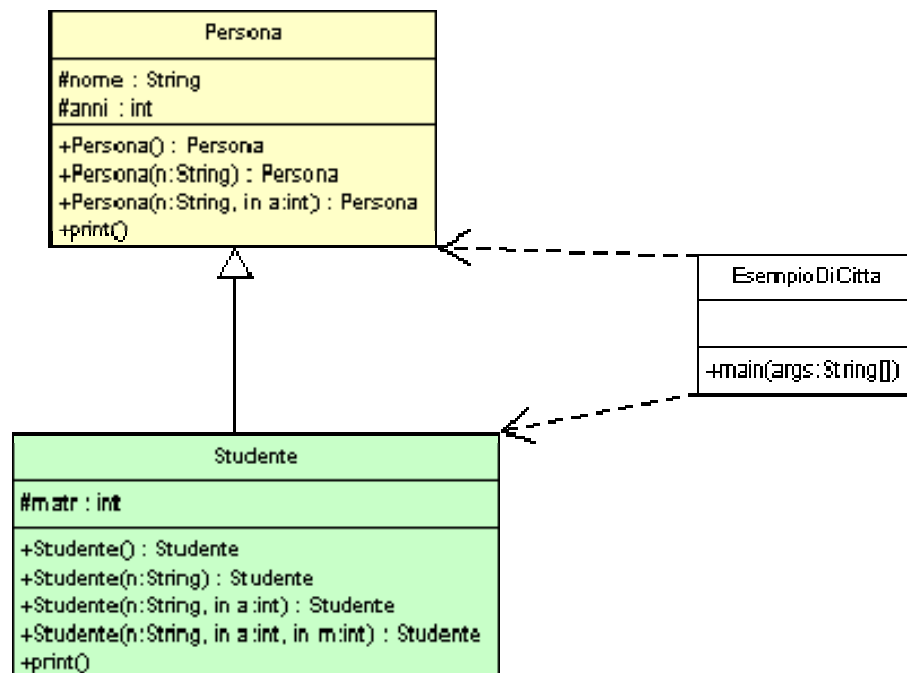 Persona
#nome : String
#anni : int
+Persona() : Persona
+Persona(n:String) : Persona
+Persona(n:String, in a:int) : Persona
+print()
EsempioDiCitta
+main(args:String[])
Studente
#matr : int
+Studente() : Studente
+Studente(n:String) : Studente
+Studente(n:String, in a:int) : Studente
+Studente(n:String, in a:int, in m:int) : Studente
+print()